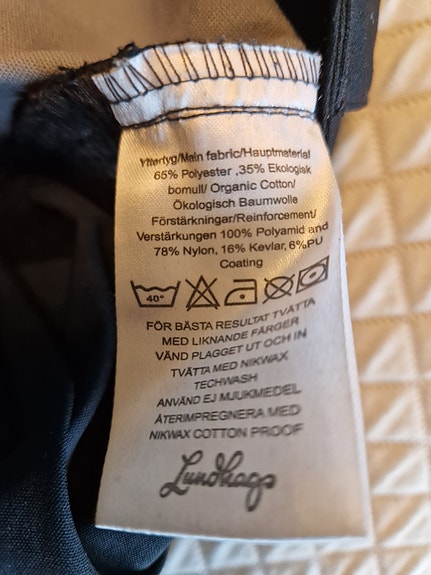 Yttertyg/Main fabric/Hauptmaterial
65% Polyester ,35% Ekologisk
bomull/ Organic Cotton/
Ökologisch Baumwolle
Förstärkningar/Reinforcement/
Verstärkungen 100% Polyamid and
78% Nylon, 16% Kevlar, 6%PU
Coating
40°
FÖR BÄSTA RESULTAT TVÄTTA
MED LIKNANDE FÄRGER
VÄND PLAGGET UT OCH IN
TVÄTTA MED NIKWAX
TECHWASH
ANVÄND EJ MJUKMEDEL
ÅTERIMPREGNERA MED
NIKWAX COTTON PROOF
Lundhags